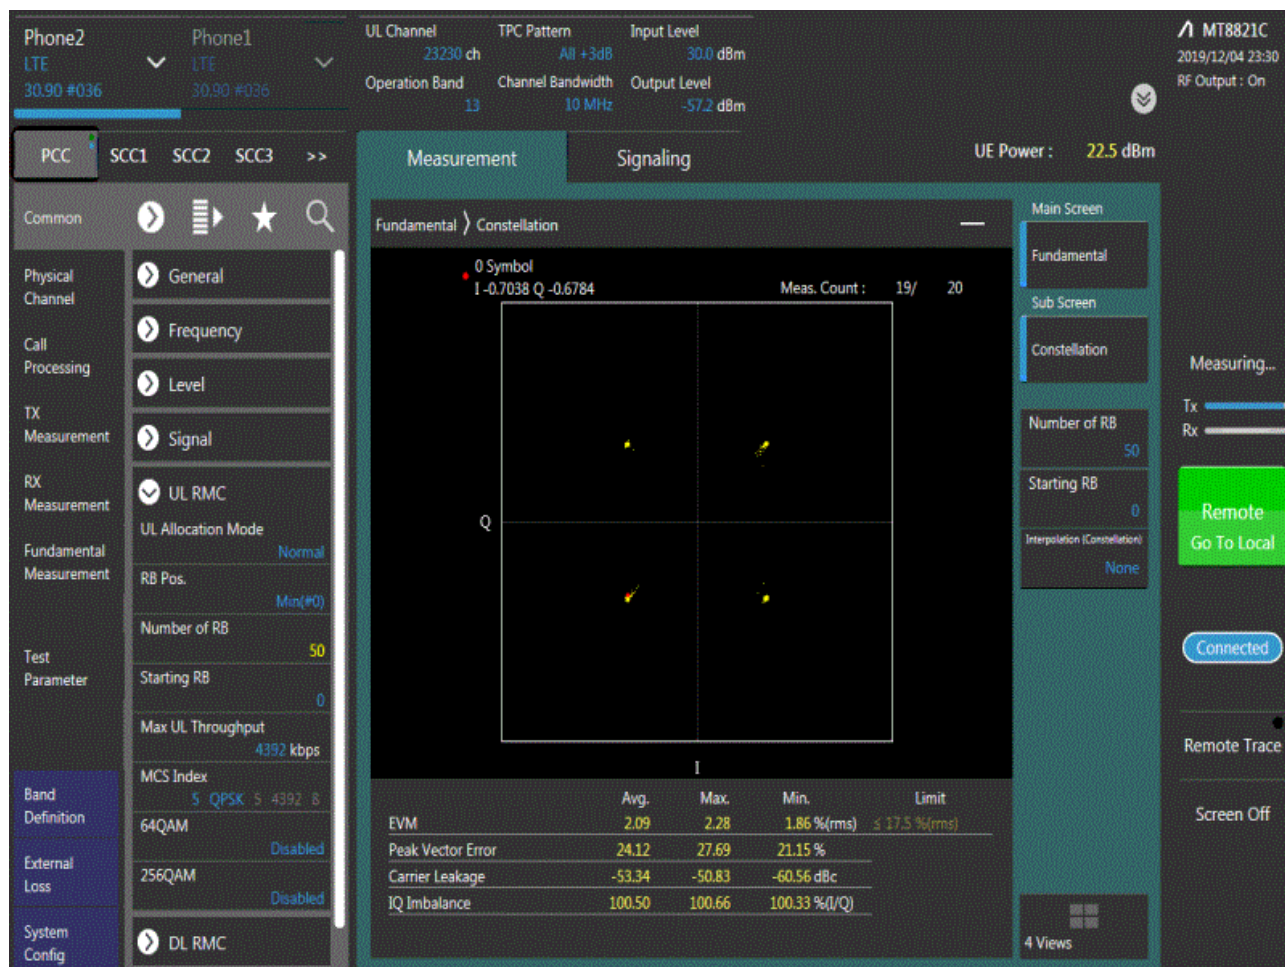 Phone2
LTE
30.90 #036
Phone1
LTE
30.90 #036
UL Channel
23230 ch
TPC Pattern
All +3dB
Input Level
30.0 dBm
Operation Band
13
Channel Bandwidth
10 MHz
Output Level
-57.2 dBm
MT8821C
2019/12/04 23:30
RF Output : On
PCC SCC1 SCC2 SCC3 >>
Measurement
Signaling
UE Power : 22.5 dBm
Common
Physical
Channel
Call
Processing
TX
Measurement
RX
Measurement
Fundamental
Measurement
Test
Parameter
Band
Definition
External
Loss
System
Config
General
Frequency
Level
Signal
UL RMC
UL Allocation Mode
Normal
RB Pos.
Min(#0)
Number of RB
50
Starting RB
0
Max UL Throughput
4392 kbps
MCS Index
5 QPSK 5 4392 8
64QAM
Disabled
256QAM
Disabled
DL RMC
Fundamental 〉 Constellation
0 Symbol
I -0.7038 Q -0.6784
Meas. Count : 19/ 20
Q
I
Avg. Max. Min. Limit
EVM 2.09 2.28 1.86 %(rms) ≤ 17.5 %(rms)
Peak Vector Error 24.12 27.69 21.15 %
Carrier Leakage -53.34 -50.83 -60.56 dBc
IQ Imbalance 100.50 100.66 100.33 %(I/Q)
Main Screen
Fundamental
Sub Screen
Constellation
Number of RB
50
Starting RB
0
Interpolation (Constellation)
None
4 Views
Measuring...
Tx
Rx
Remote
Go To Local
Connected
Remote Trace
Screen Off